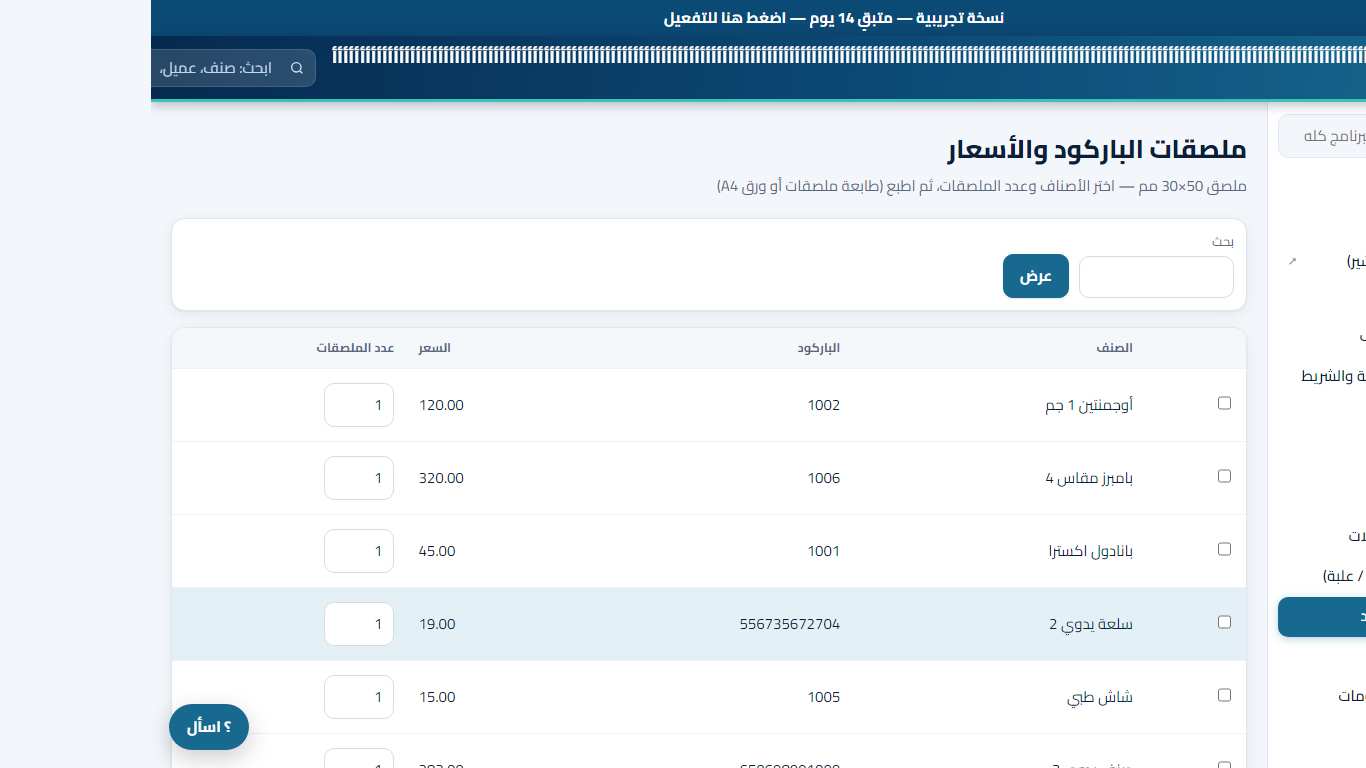 نسخة تجريبية — متبقٍ 14 يوم — اضغط هنا للتفعيل
ابحث: صنف، عميل،
ملصقات الباركود والأسعار
ملصق 50×30 مم — اختر الأصناف وعدد الملصقات، ثم اطبع (طابعة ملصقات أو ورق A4)
بحث
عرض
الصنف الباركود السعر عدد الملصقات
أوجمنتين 1 جم 1002 120.00 1
بامبرز مقاس 4 1006 320.00 1
بانادول اكسترا 1001 45.00 1
سلعة يدوي 2 556735672704 19.00 1
شاش طبي 1005 15.00 1
؟ اسأل
كله
والشريط
/ علبة)